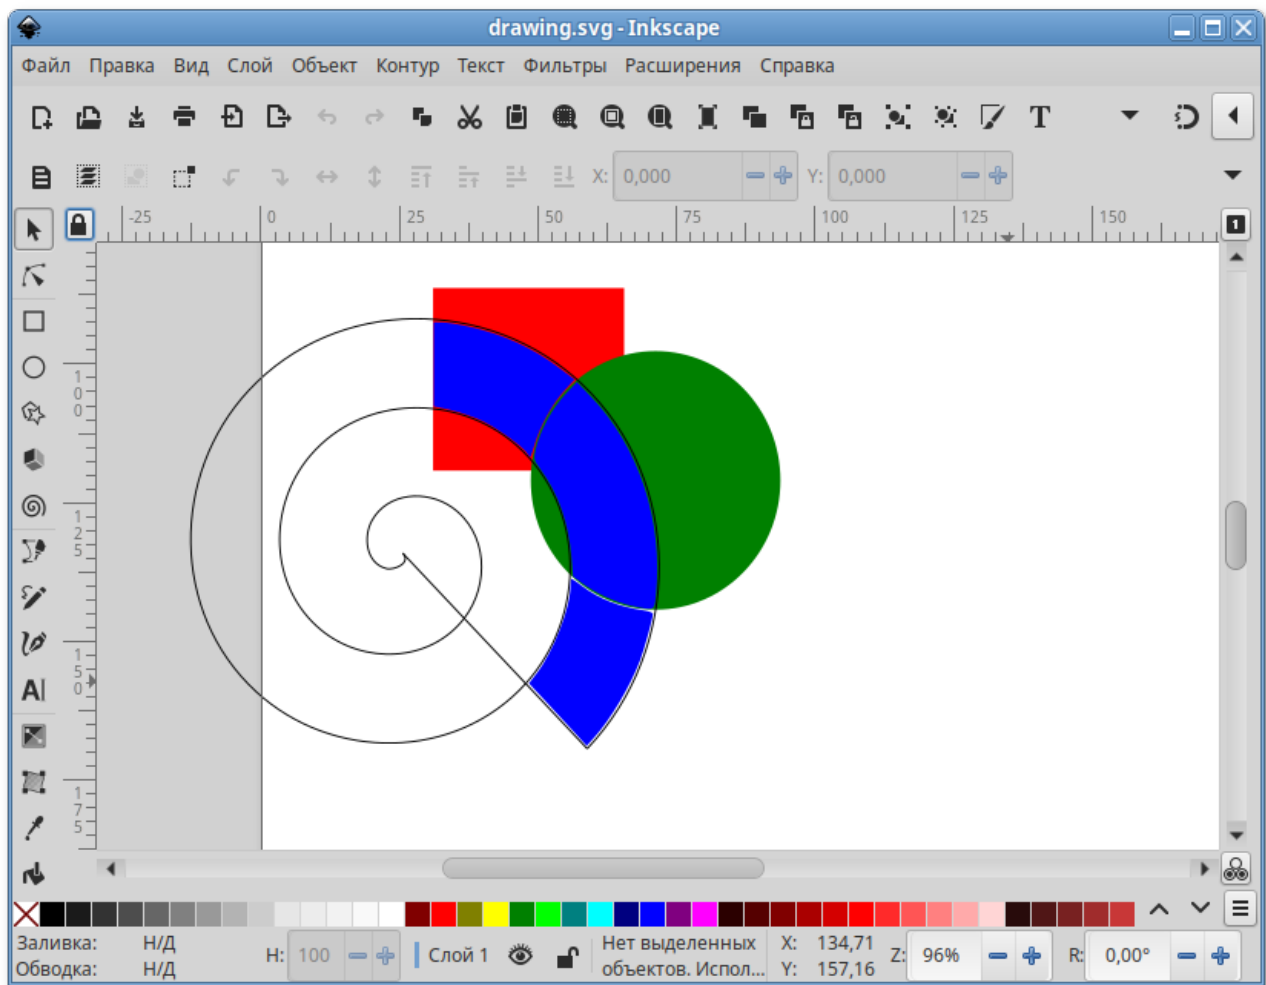 drawing.svg - Inkscape
Файл Правка Вид Слой Объект Контур Текст Фильтры Расширения Справка
T
X: 0,000 Y: 0,000
-25 0 25 50 75 100 125 150
1
100
125
150
175
A
Заливка: Н/Д
Обводка: Н/Д
Н: 100
Слой 1
Нет выделенных
объектов. Испол...
X: 134,71
Y: 157,16
Z: 96%
R: 0,00°